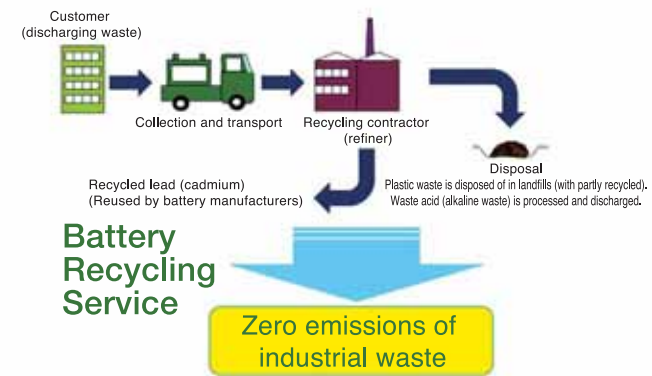 Customer
(discharging waste)
Collection and transport
Recycling contractor
(refiner)
Disposal
Plastic waste is disposed of in landfills (with partly recycled).
Waste acid (alkaline waste) is processed and discharged.
Recycled lead (cadmium)
(Reused by battery manufacturers)
Battery
Recycling
Service
Zero emissions of
industrial waste